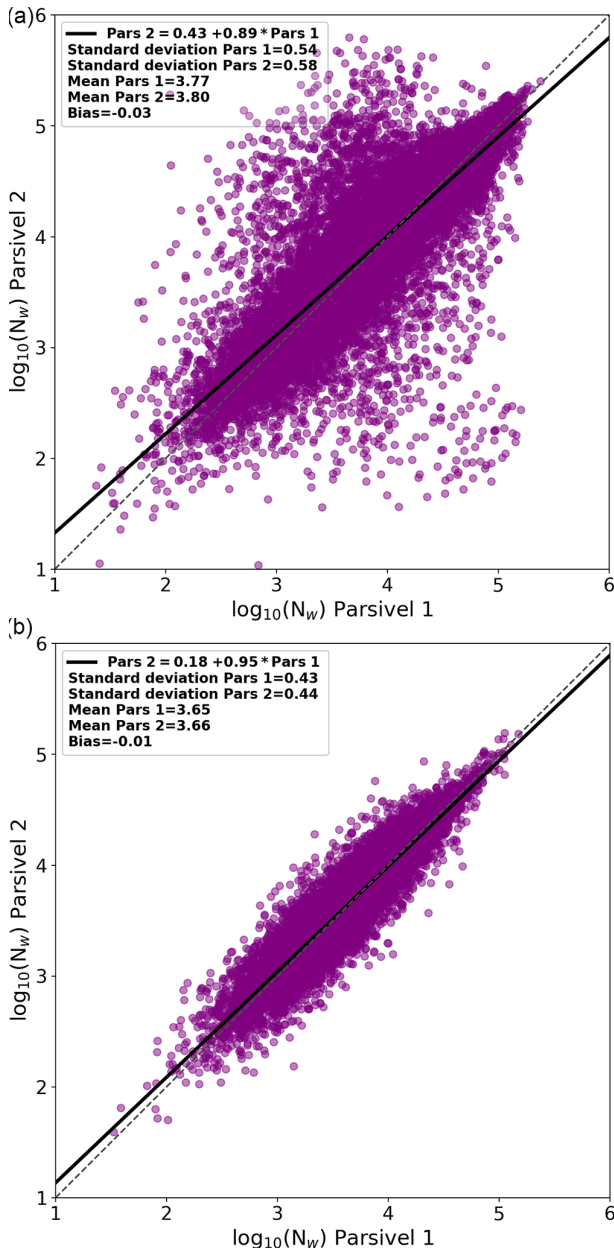 (a)
6
5
4
3
2
1
log₁₀(N_w) Parsivel 2
Pars 2 = 0.43 +0.89 * Pars 1
Standard deviation Pars 1=0.54
Standard deviation Pars 2=0.58
Mean Pars 1=3.77
Mean Pars 2=3.80
Bias=-0.03
1 2 3 4 5 6
log₁₀(N_w) Parsivel 1
(b)
6
5
4
3
2
1
log₁₀(N_w) Parsivel 2
Pars 2 = 0.18 +0.95 * Pars 1
Standard deviation Pars 1=0.43
Standard deviation Pars 2=0.44
Mean Pars 1=3.65
Mean Pars 2=3.66
Bias=-0.01
1 2 3 4 5 6
log₁₀(N_w) Parsivel 1